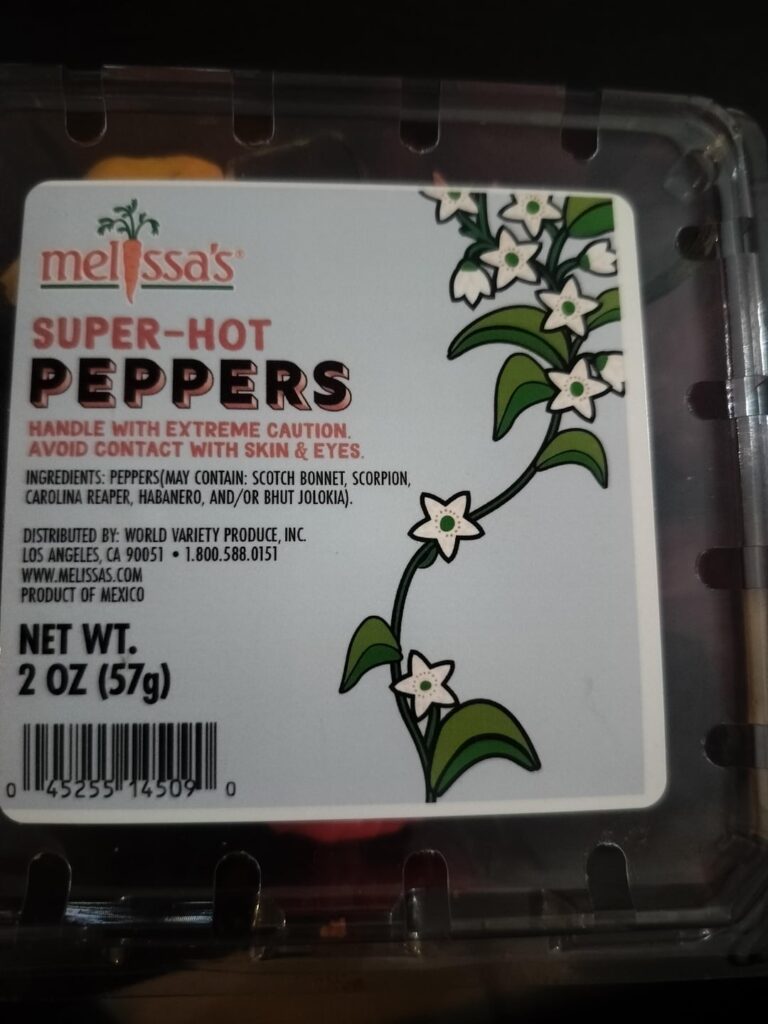 melissa's®
SUPER-HOT
PEPPERS
HANDLE WITH EXTREME CAUTION.
AVOID CONTACT WITH SKIN & EYES.
INGREDIENTS: PEPPERS(MAY CONTAIN: SCOTCH BONNET, SCORPION,
CAROLINA REAPER, HABANERO, AND/OR BHUT JOLOKIA).
DISTRIBUTED BY: WORLD VARIETY PRODUCE, INC.
LOS ANGELES, CA 90051 • 1.800.588.0151
WWW.MELISSAS.COM
PRODUCT OF MEXICO
NET WT.
2 OZ (57g)
0 45255 14509 0